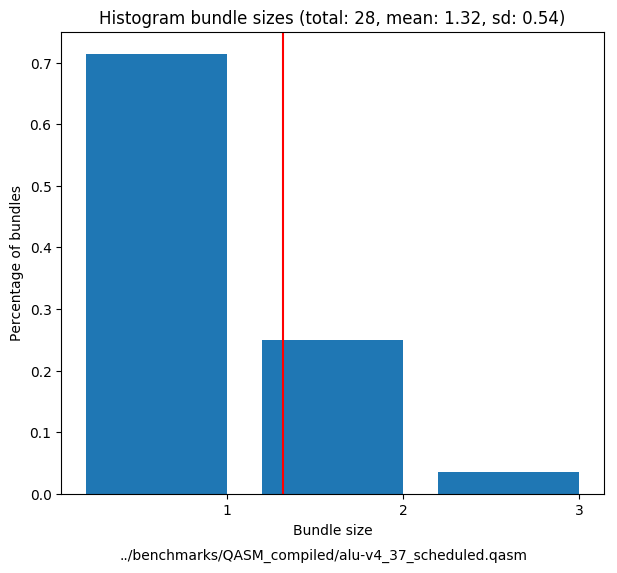 Histogram bundle sizes (total: 28, mean: 1.32, sd: 0.54)
0.7
0.6
0.5
0.4
0.3
0.2
0.1
0.0
Percentage of bundles
1 2 3
Bundle size
../benchmarks/QASM_compiled/alu-v4_37_scheduled.qasm